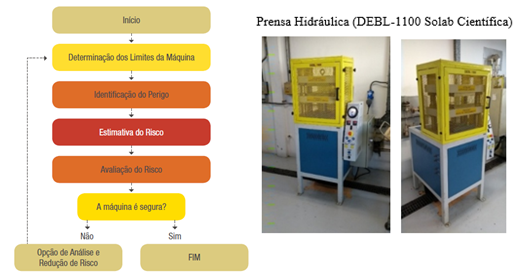 Início
Determinação dos Limites da Máquina
Identificação do Perigo
Estimativa do Risco
Avaliação do Risco
A máquina é segura?
Não
Sim
Opção de Análise e
Redução de Risco
FIM
Prensa Hidráulica (DEBL-1100 Solab Científica)